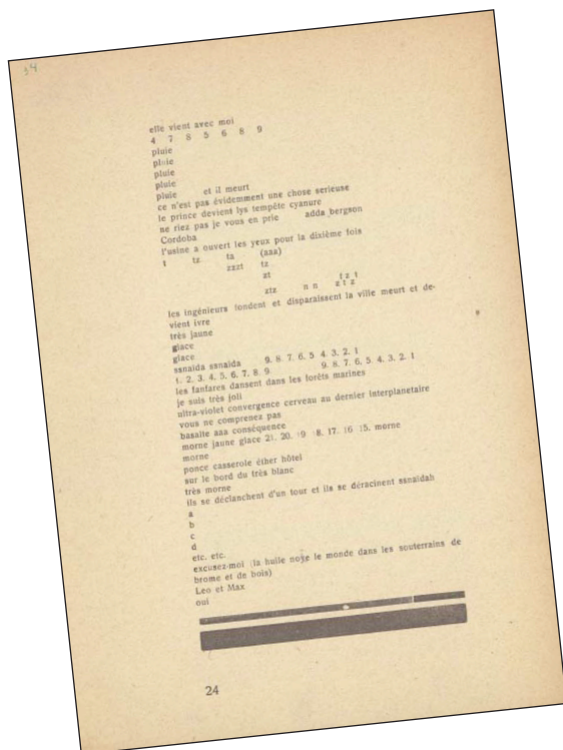 34
elle vient avec moi
4 7 8 5 6 8 9
pluie
pluie
pluie
pluie
pluie et il meurt
ce n'est pas évidemment une chose serieuse
le prince devient lys tempête cyanure
ne riez pas je vous en prie adda bergson
Cordoba
l'usine a ouvert les yeux pour la dixième fois
t tz ta (aaa)
zazt tz
zt
ztz n n z t z
t z t
les ingénieurs fondent et disparaissent la ville meurt et de-
vient ivre
très jaune
glace
glace
ssnaida ssnaida 9. 8. 7. 6. 5 4. 3. 2. 1
1. 2. 3. 4. 5. 6. 7. 8. 9 9. 8. 7. 6. 5. 4. 3. 2. 1
les fanfares dansent dans les forêts marines
je suis très joli
ultra-violet convergence cerveau au dernier interplanetaire
vous ne comprenez pas
basalte aaa conséquence
morne jaune glace 21. 20. 19 18. 17. 16 15. morne
morne
ponce casserole éther hôtel
sur le bord du très blanc
très morne
ils se déclanchent d'un tour et ils se déracinent ssnaïdah
a
b
c
d
etc. etc.
excusez-moi (la huile noye le monde dans les souterrains de
brome et de bois)
Leo et Max
oui
24